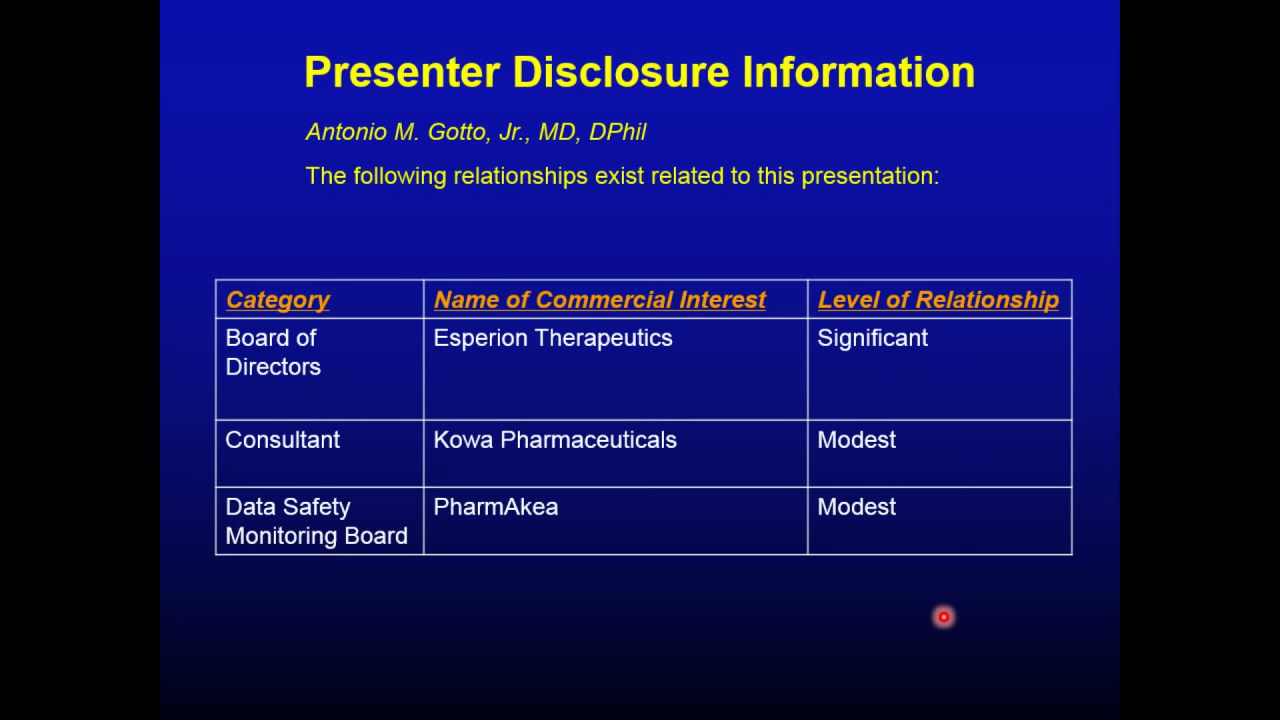 Presenter Disclosure Information
Antonio M. Gotto, Jr., MD, DPhil
The following relationships exist related to this presentation:
Category Name of Commercial Interest Level of Relationship
Board of Directors Esperion Therapeutics Significant
Consultant Kowa Pharmaceuticals Modest
Data Safety Monitoring Board PharmAkea Modest